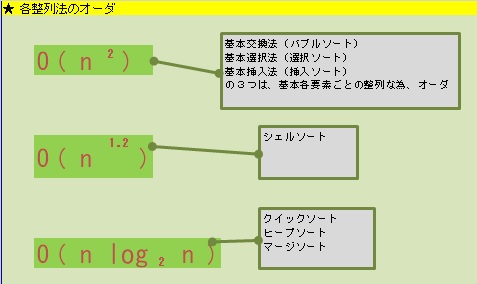 ★ 各整列法のオーダ
O( n ² )
基本交換法（バブルソート）
基本選択法（選択ソート）
基本挿入法（挿入ソート）
の３つは、基本各要素ごとの整列な為、オーダ
O( n ¹·² )
シェルソート
O( n log₂ n )
クイックソート
ヒープソート
マージソート